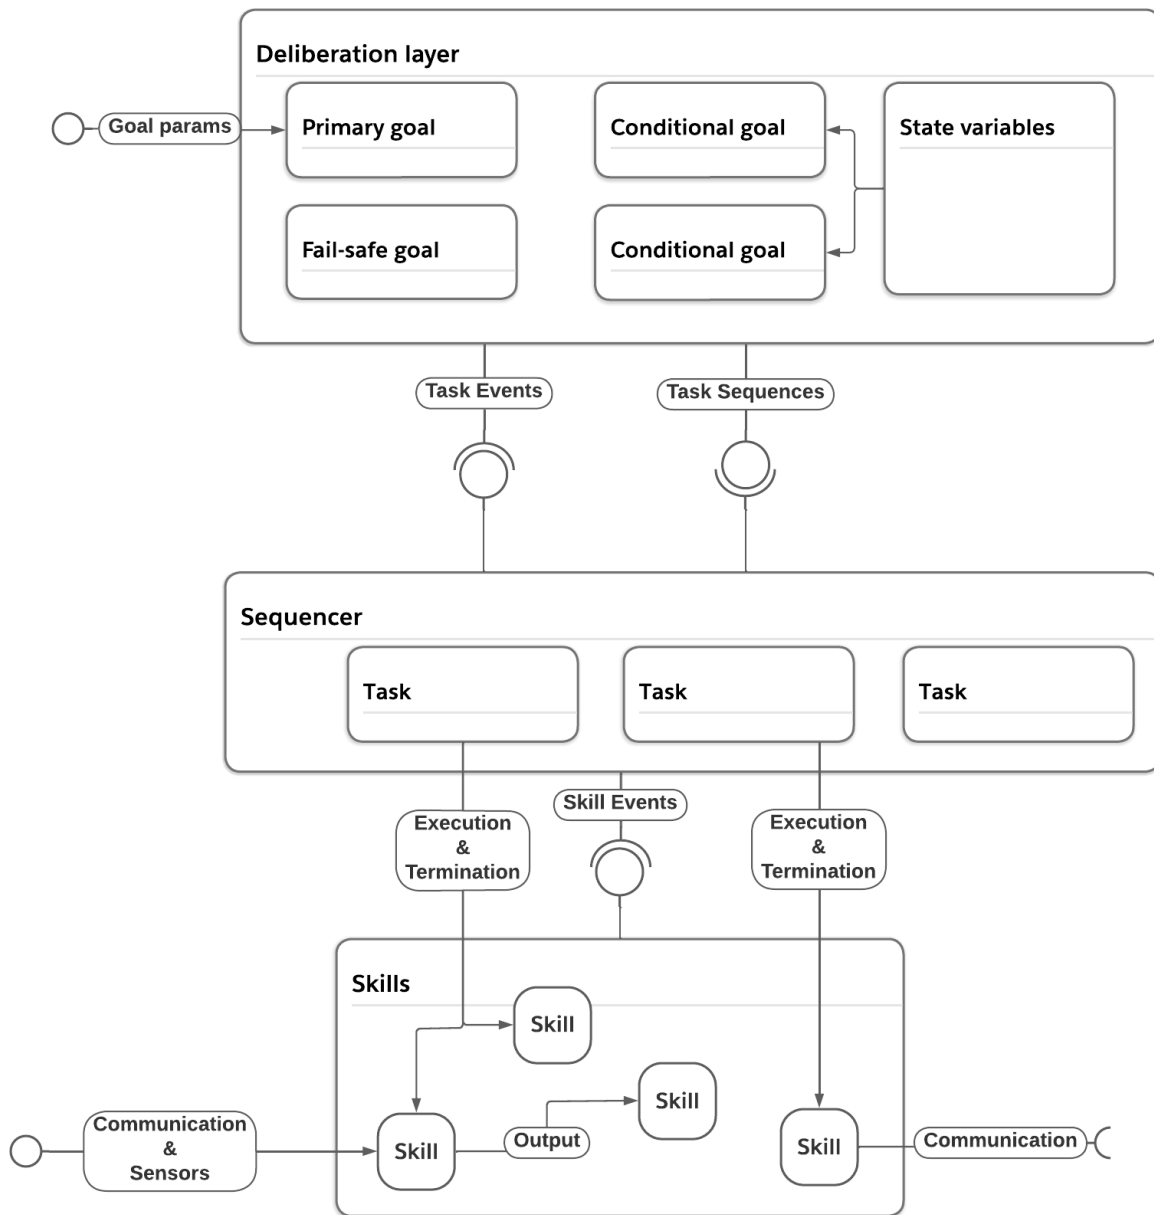 Deliberation layer
Goal params
Primary goal
Conditional goal
State variables
Fail-safe goal
Conditional goal
Task Events
Task Sequences
Sequencer
Task
Task
Task
Skill Events
Execution
&
Termination
Execution
&
Termination
Skills
Skill
Skill
Communication
&
Sensors
Skill
Output
Skill
Communication